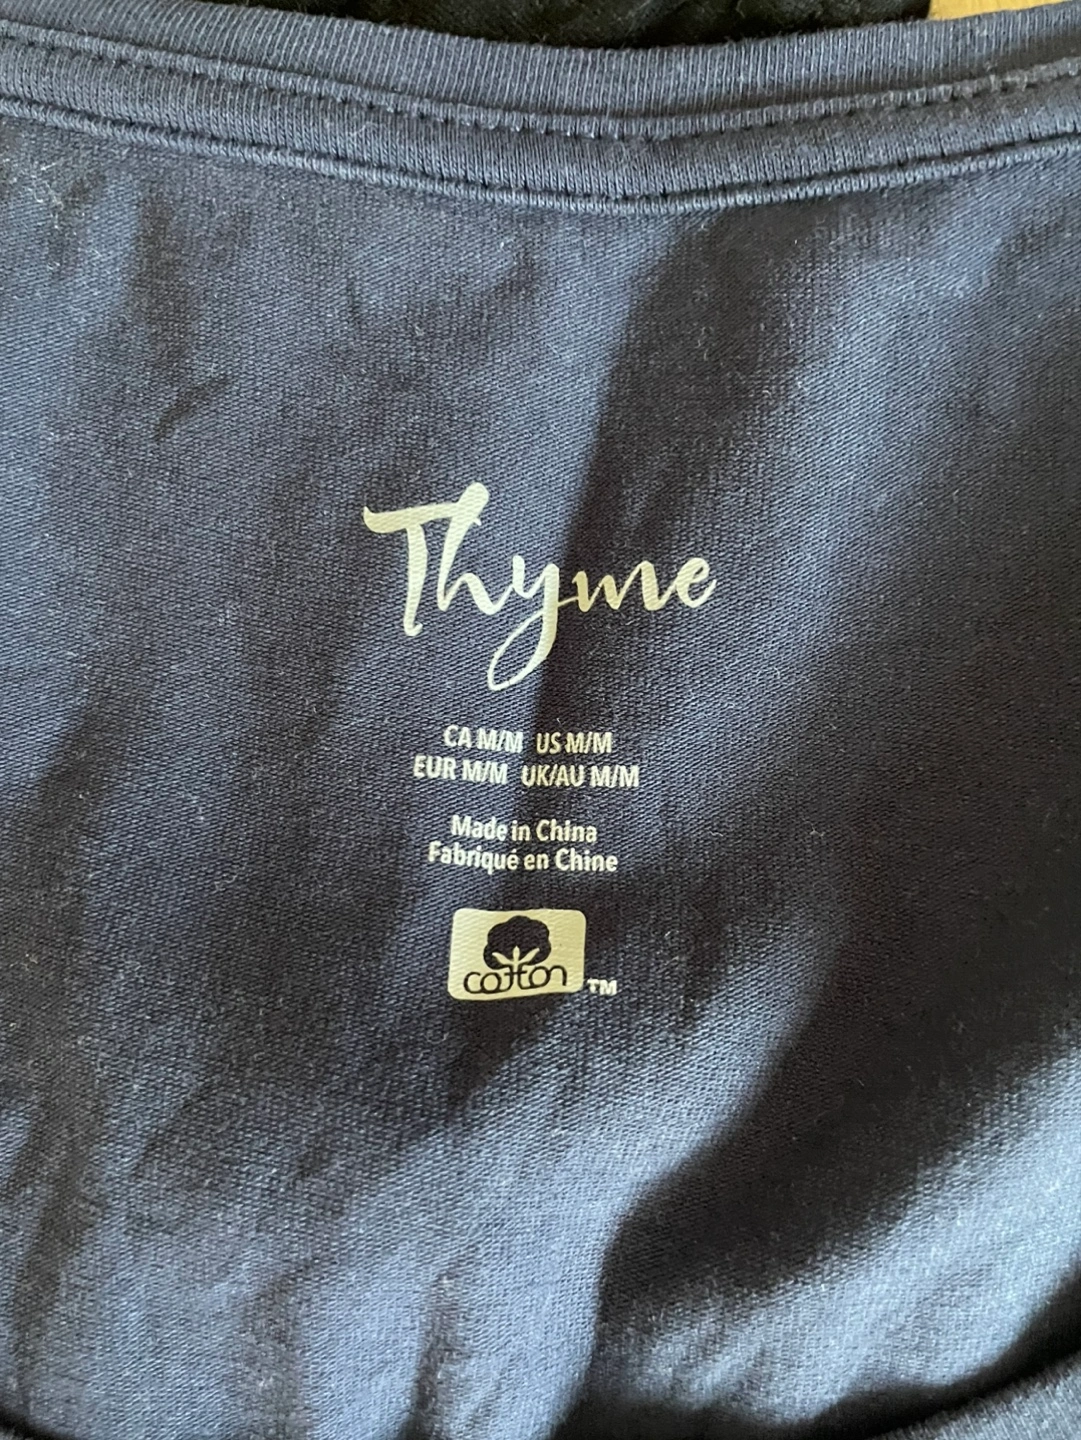 Thyme
CA M/M US M/M
EUR M/M UK/AU M/M
Made in China
Fabriqué en Chine
cotton TM